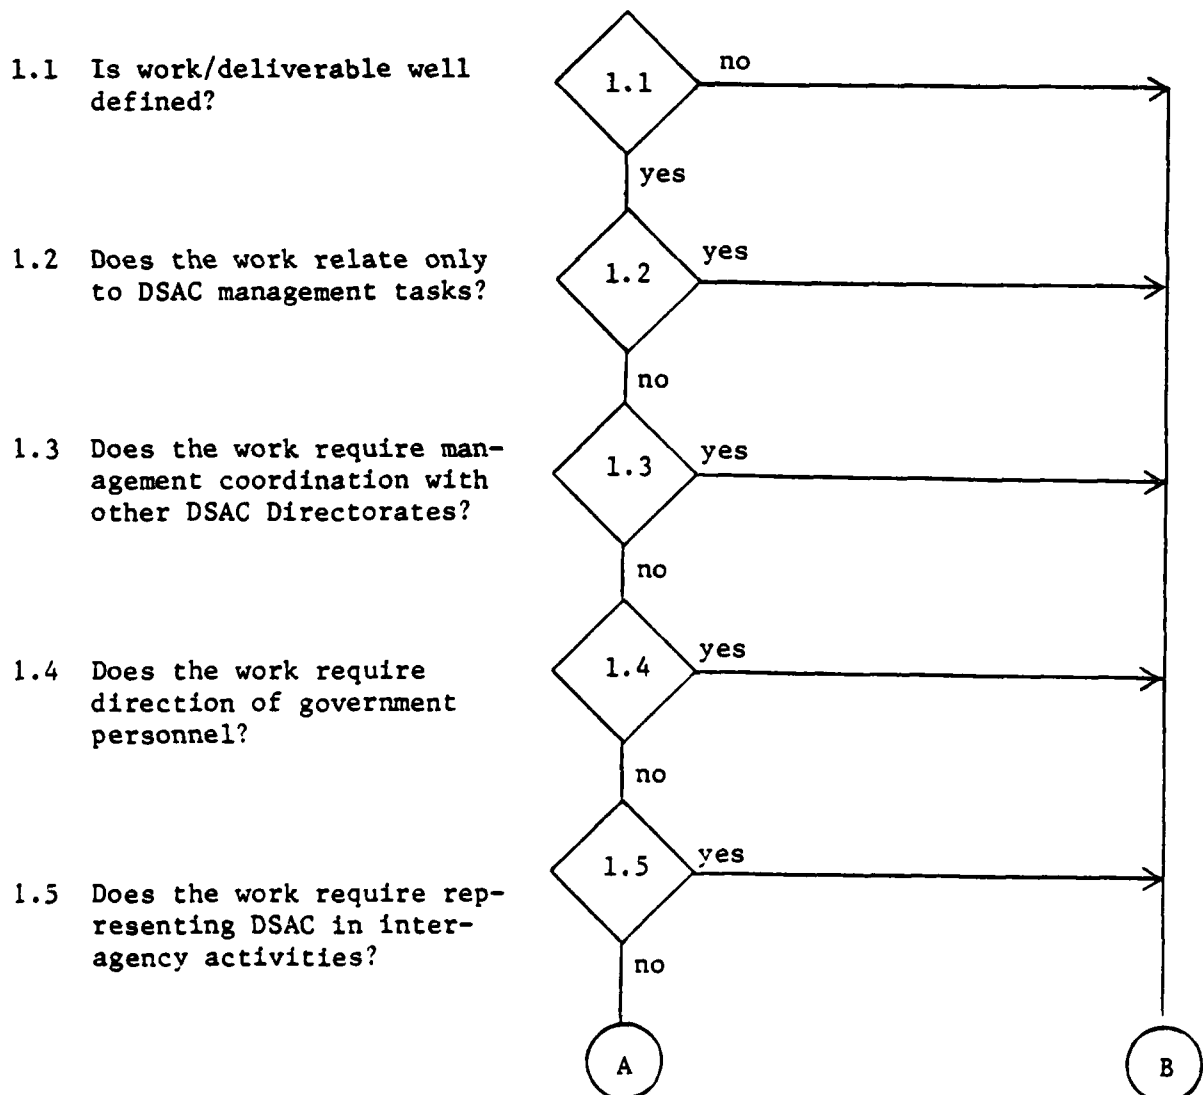 1.1 Is work/deliverable well
defined?
1.1
no
yes
1.2 Does the work relate only
to DSAC management tasks?
1.2
yes
no
1.3 Does the work require man-
agement coordination with
other DSAC Directorates?
1.3
yes
no
1.4 Does the work require
direction of government
personnel?
1.4
yes
no
1.5 Does the work require rep-
resenting DSAC in inter-
agency activities?
1.5
yes
no
A
B